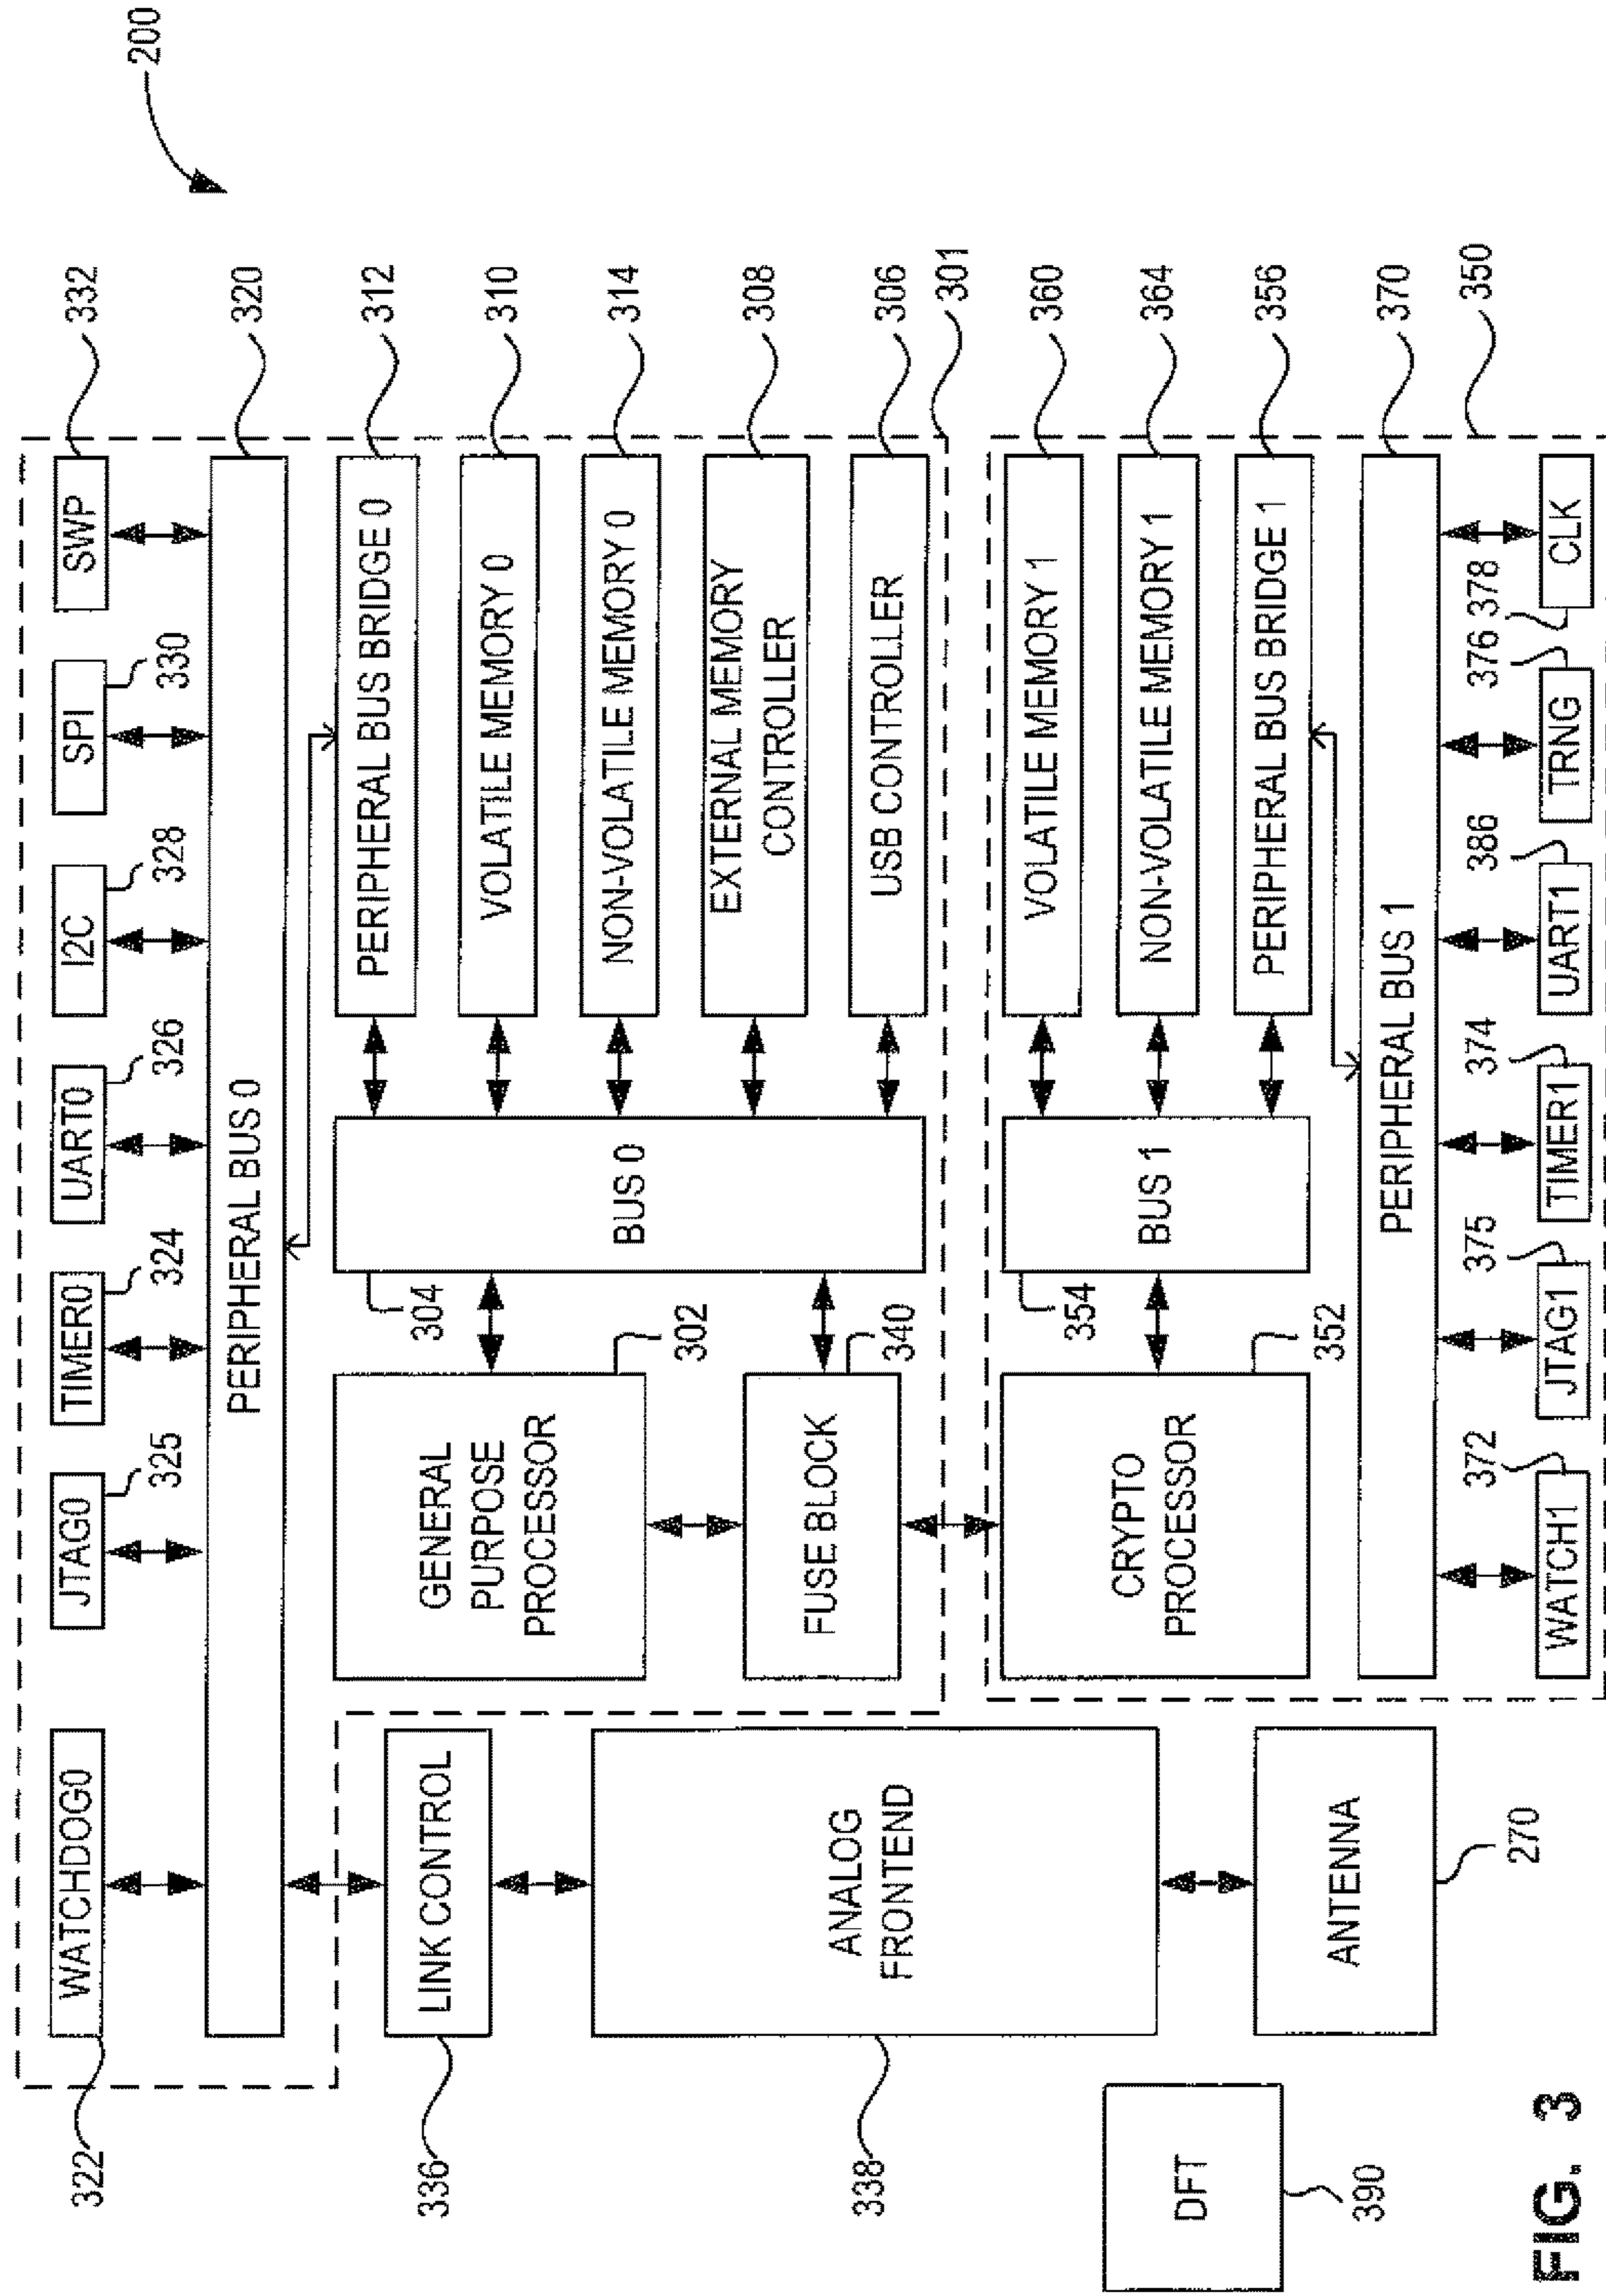 200
322
WATCHDOG0
JTAG0
325
TIMER0
324
UART0
326
I2C
328
SPI
330
SWP
332
PERIPHERAL BUS 0
320
336
LINK CONTROL
338
ANALOG
FRONTEND
ANTENNA
270
GENERAL
PURPOSE
PROCESSOR
302
FUSE BLOCK
340
304
BUS 0
PERIPHERAL BUS BRIDGE 0
312
VOLATILE MEMORY 0
310
NON-VOLATILE MEMORY 0
314
EXTERNAL MEMORY
CONTROLLER
308
USB CONTROLLER
306
301
CRYPTO
PROCESSOR
352
354
BUS 1
VOLATILE MEMORY 1
360
NON-VOLATILE MEMORY 1
364
PERIPHERAL BUS BRIDGE 1
356
PERIPHERAL BUS 1
370
350
372
WATCH1
375
JTAG1
374
TIMER1
386
UART1
376
TRNG
378
CLK
DFT
390
FIG. 3